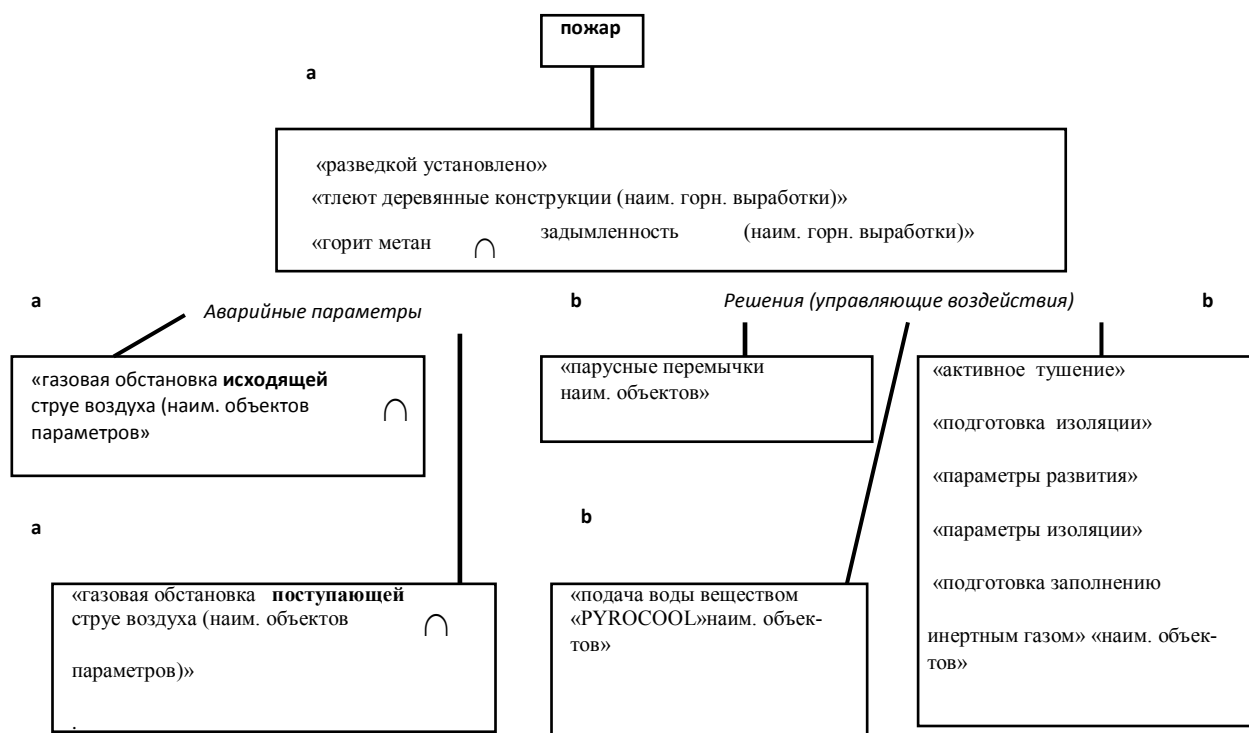 пожар
a
«разведкой установлено»
«тлеют деревянные конструкции (наим. горн. выработки)»
«горит метан ∩ задымленность (наим. горн. выработки)»
a
Аварийные параметры
b
Решения (управляющие воздействия)
b
«газовая обстановка исходящей
струе воздуха (наим. объектов ∩
параметров»
«парусные перемычки
наим. объектов»
«активное тушение»
«подготовка изоляции»
«параметры развития»
«параметры изоляции»
«подготовка заполнению
инертным газом» «наим. объек-
тов»
a
«газовая обстановка поступающей
струе воздуха (наим. объектов ∩
параметров)»
.
b
«подача воды веществом
«PYROCOOL»наим. объек-
тов»